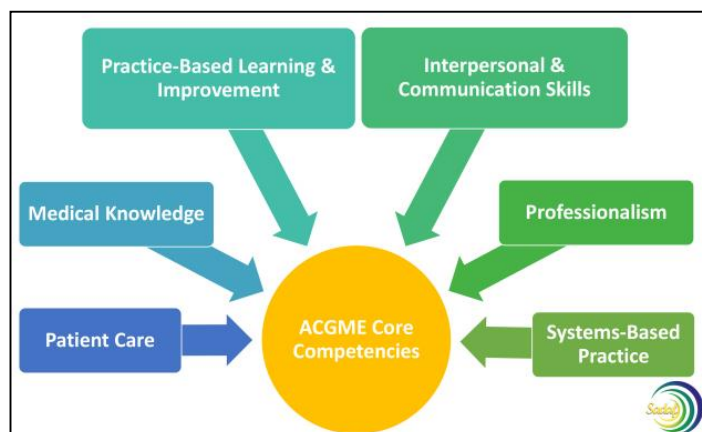 Practice-Based Learning &
Improvement
Interpersonal &
Communication Skills
Medical Knowledge
Professionalism
Patient Care
ACGME Core
Competencies
Systems-Based
Practice